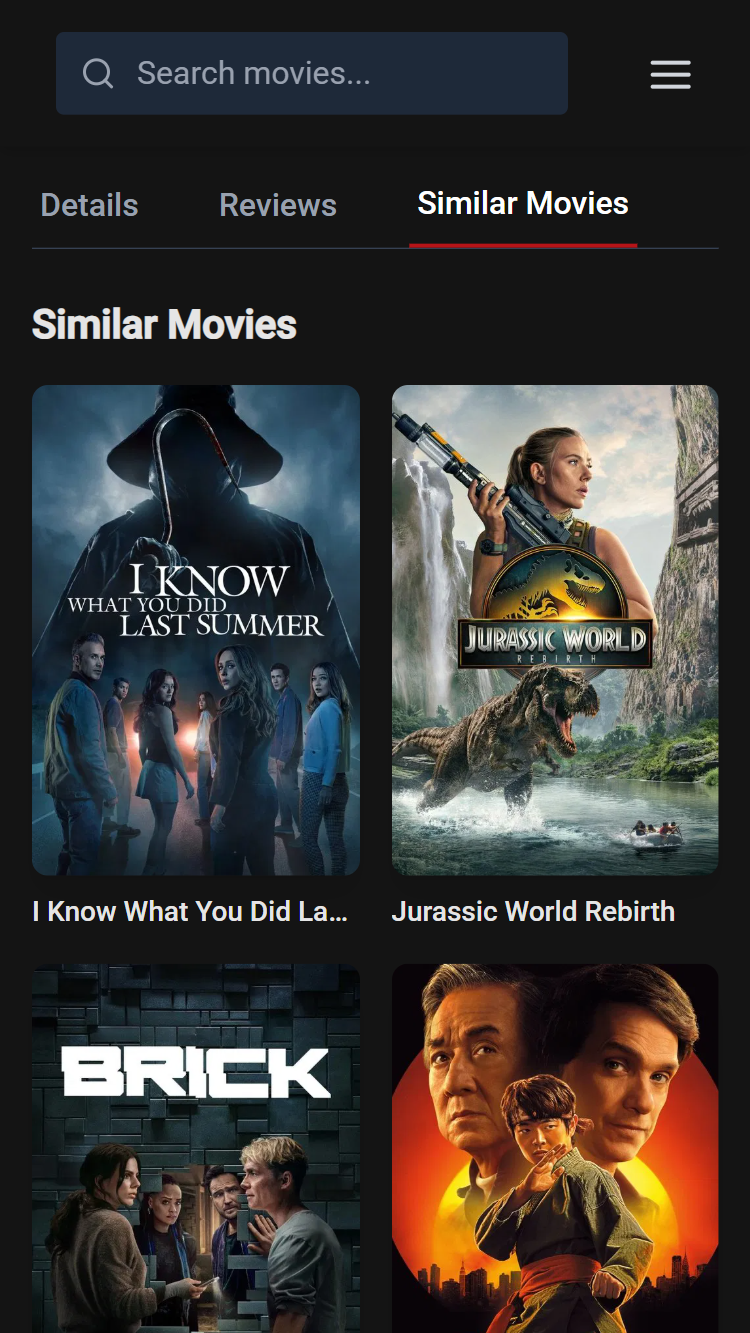 Search movies...
Details
Reviews
Similar Movies
Similar Movies
I KNOW
WHAT YOU DID
LAST SUMMER
JURASSIC WORLD
REBIRTH
I Know What You Did La...
Jurassic World Rebirth
BRICK